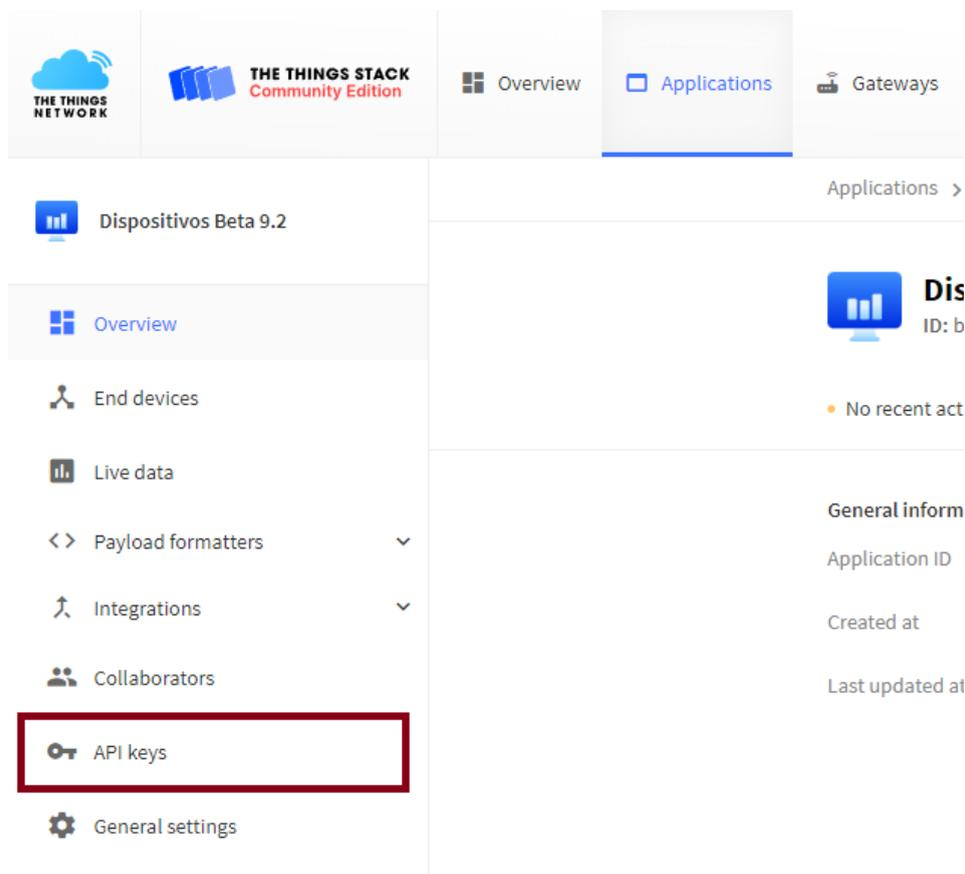 THE THINGS
NETWORK
THE THINGS STACK
Community Edition
Overview
Applications
Gateways
Dispositivos Beta 9.2
Overview
End devices
Live data
Payload formatters
Integrations
Collaborators
API keys
General settings
Applications >
Dis
ID: b
No recent act
General inform
Application ID
Created at
Last updated at